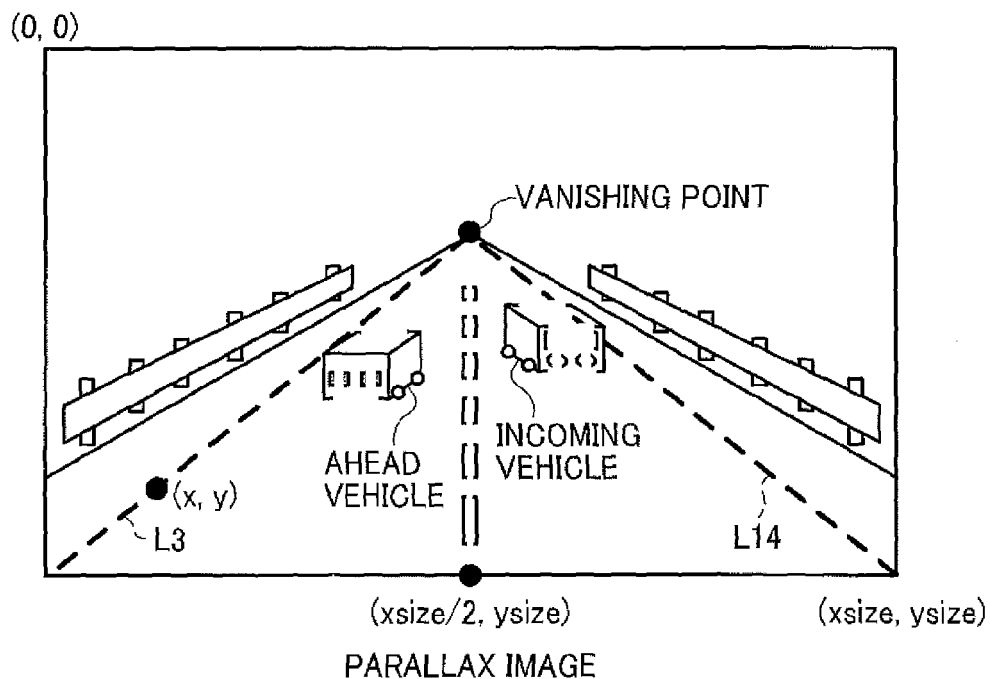 (0, 0)
VANISHING POINT
AHEAD
VEHICLE
INCOMING
VEHICLE
(x, y)
L3
L14
(xsize/2, ysize)
(xsize, ysize)
PARALLAX IMAGE